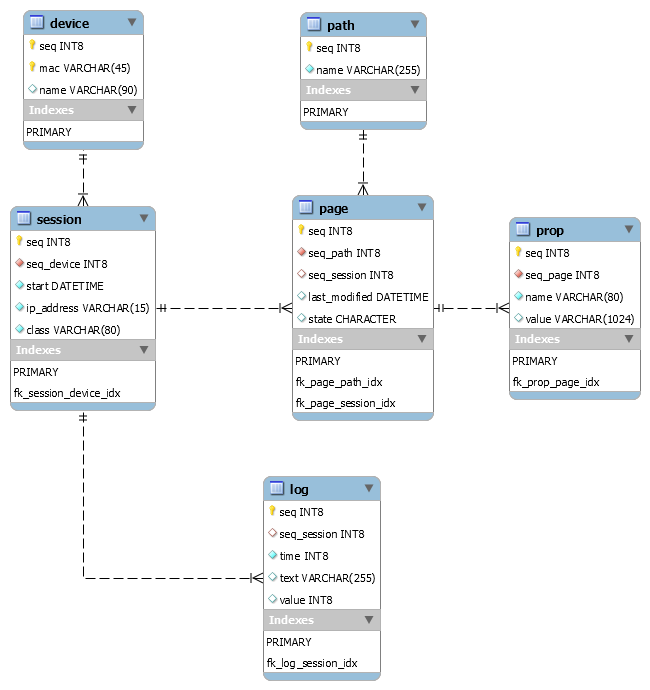 device
seq INT8
mac VARCHAR(45)
name VARCHAR(90)
Indexes
PRIMARY
path
seq INT8
name VARCHAR(255)
Indexes
PRIMARY
session
seq INT8
seq_device INT8
start DATETIME
ip_address VARCHAR(15)
class VARCHAR(80)
Indexes
PRIMARY
fk_session_device_idx
page
seq INT8
seq_path INT8
seq_session INT8
last_modified DATETIME
state CHARACTER
Indexes
PRIMARY
fk_page_path_idx
fk_page_session_idx
prop
seq INT8
seq_page INT8
name VARCHAR(80)
value VARCHAR(1024)
Indexes
PRIMARY
fk_prop_page_idx
log
seq INT8
seq_session INT8
time INT8
text VARCHAR(255)
value INT8
Indexes
PRIMARY
fk_log_session_idx